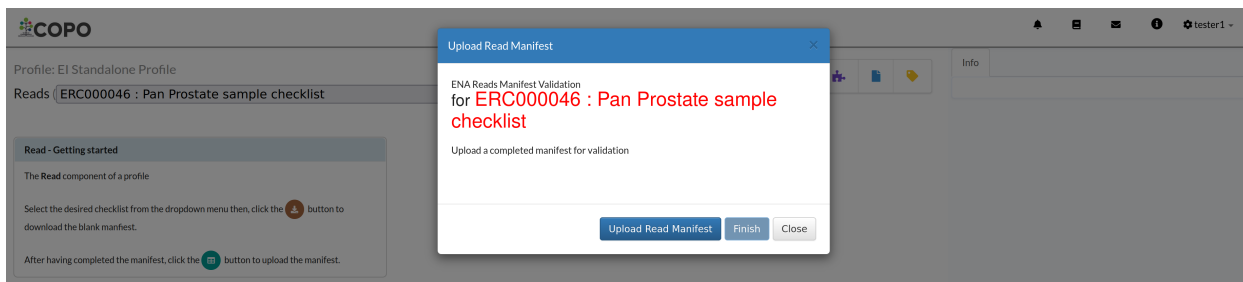 COPO
tester1
Upload Read Manifest ×
Profile: EI Standalone Profile
Info
Reads (ERC000046 : Pan Prostate sample checklist
ENA Reads Manifest Validation
for ERC000046 : Pan Prostate sample
checklist
Upload a completed manifest for validation
Read - Getting started
The Read component of a profile
Select the desired checklist from the dropdown menu then, click the button to
download the blank manfiest.
After having completed the manifest, click the button to upload the manifest.
Upload Read Manifest Finish Close